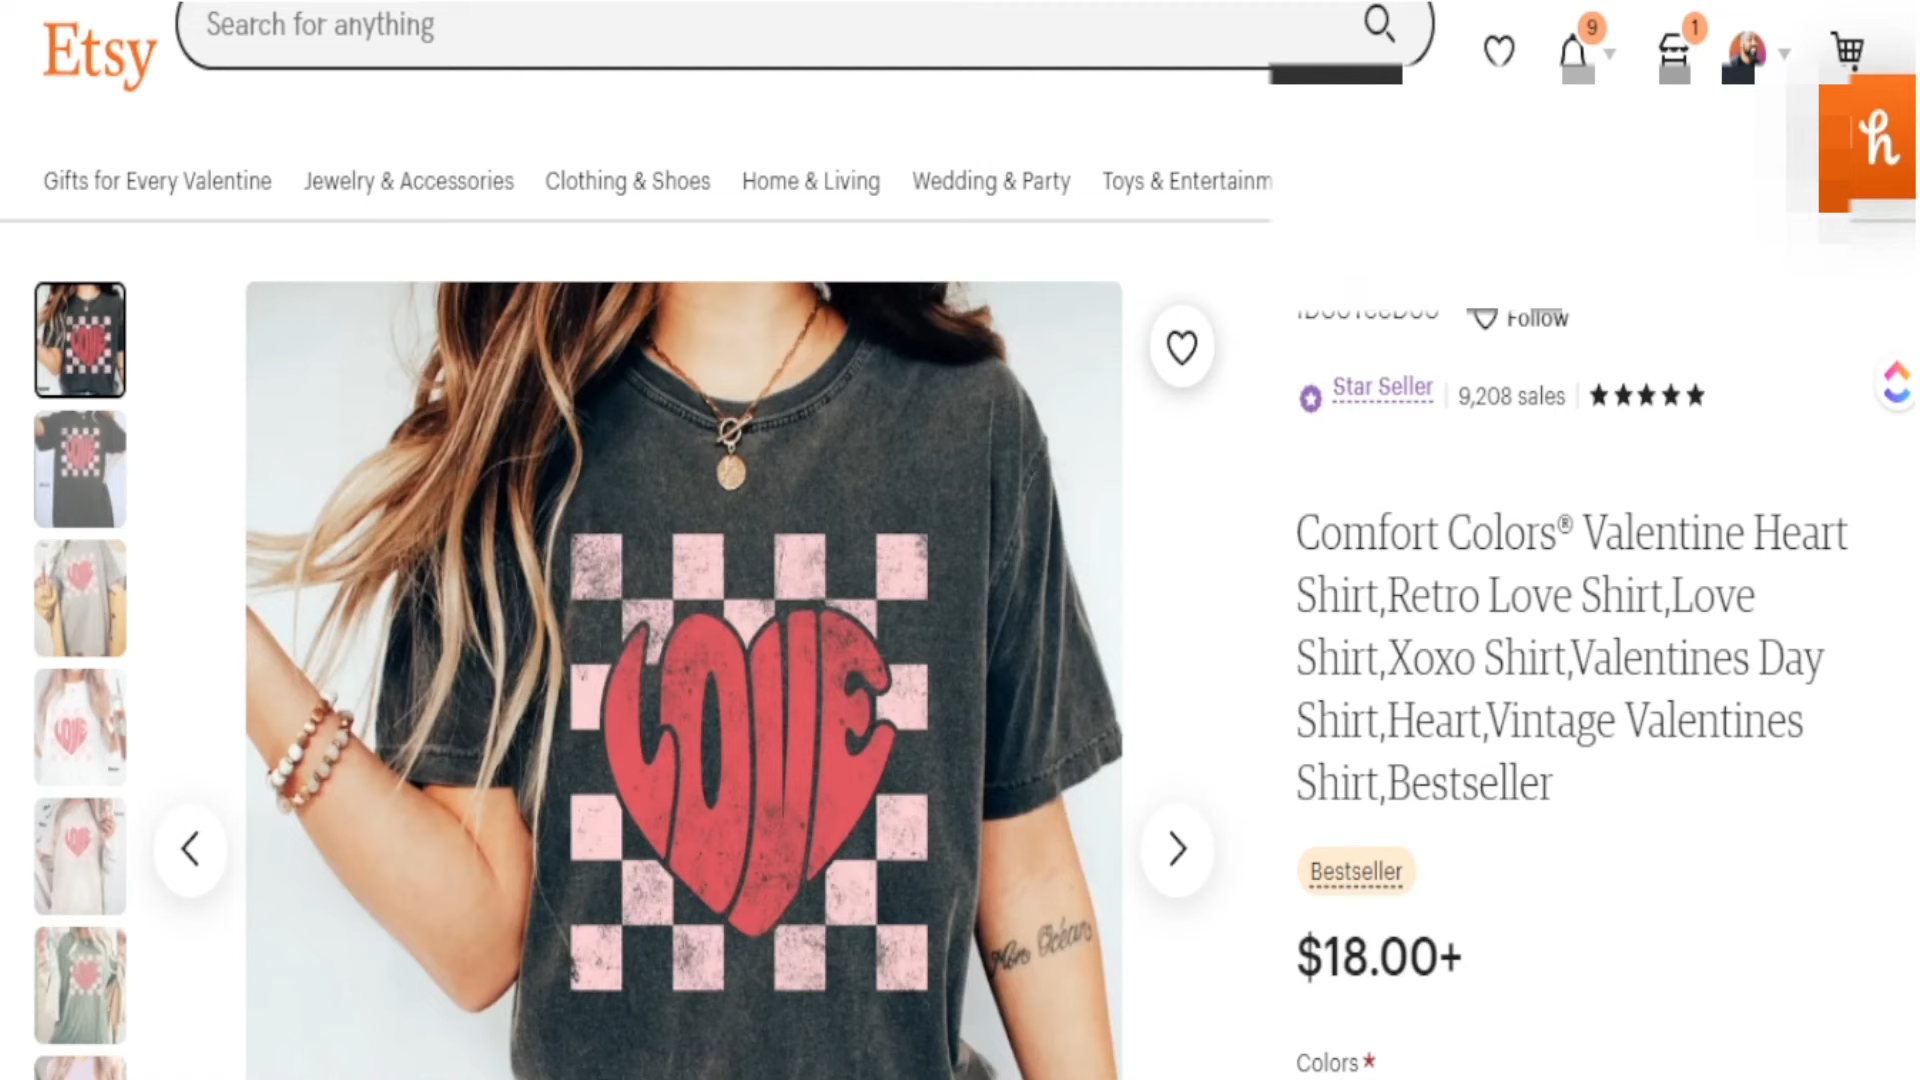 Etsy
Search for anything
9
1
h
Gifts for Every Valentine
Jewelry & Accessories
Clothing & Shoes
Home & Living
Wedding & Party
Toys & Entertainm
Follow
Star Seller
9,208 sales
Comfort Colors® Valentine Heart
Shirt,Retro Love Shirt,Love
Shirt,Xoxo Shirt,Valentines Day
Shirt,Heart,Vintage Valentines
Shirt,Bestseller
Bestseller
$18.00+
Colors *
LOVE